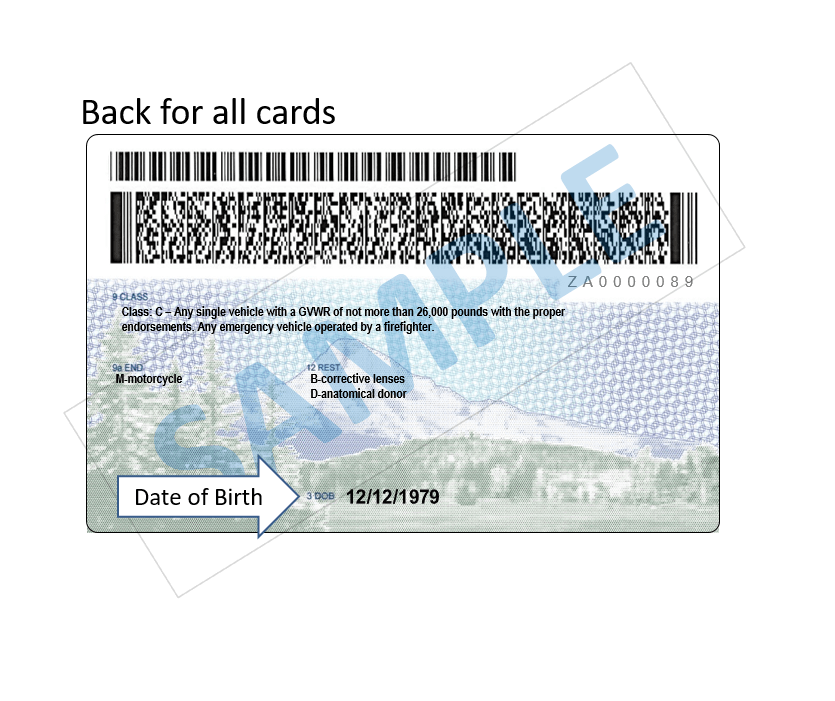 Back for all cards
ZA0000089
9 CLASS
Class: C – Any single vehicle with a GVWR of not more than 26,000 pounds with the proper
endorsements. Any emergency vehicle operated by a firefighter.
9a END
M-motorcycle
12 REST
B-corrective lenses
D-anatomical donor
SAMPLE
Date of Birth
3 DOB 12/12/1979